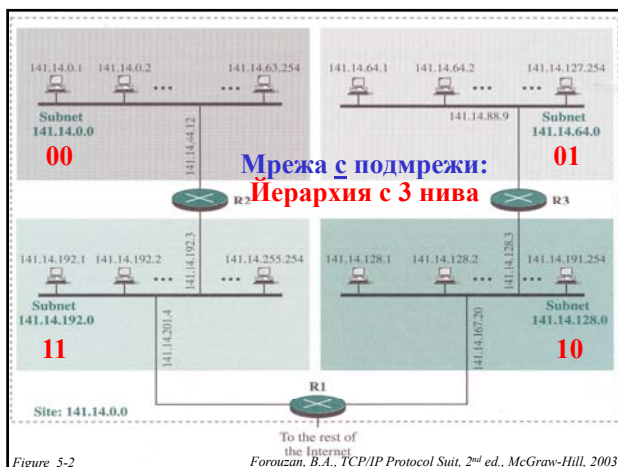 141.14.0.1 141.14.0.2 141.14.63.254
Subnet
141.14.0.0
00
141.14.44.12
141.14.64.1 141.14.64.2 141.14.127.254
141.14.88.9
Subnet
141.14.64.0
01
Мрежа с подмрежи:
Йерархия с 3 нива
R2
R3
141.14.192.1 141.14.192.2 141.14.255.254
141.14.192.3
Subnet
141.14.192.0
11
141.14.201.4
141.14.128.1 141.14.128.2 141.14.191.254
141.14.128.3
Subnet
141.14.128.0
10
141.14.167.20
R1
Site: 141.14.0.0
To the rest of
the Internet
Figure 5-2
Forouzan, B.A., TCP/IP Protocol Suit, 2nd ed., McGraw-Hill, 2003